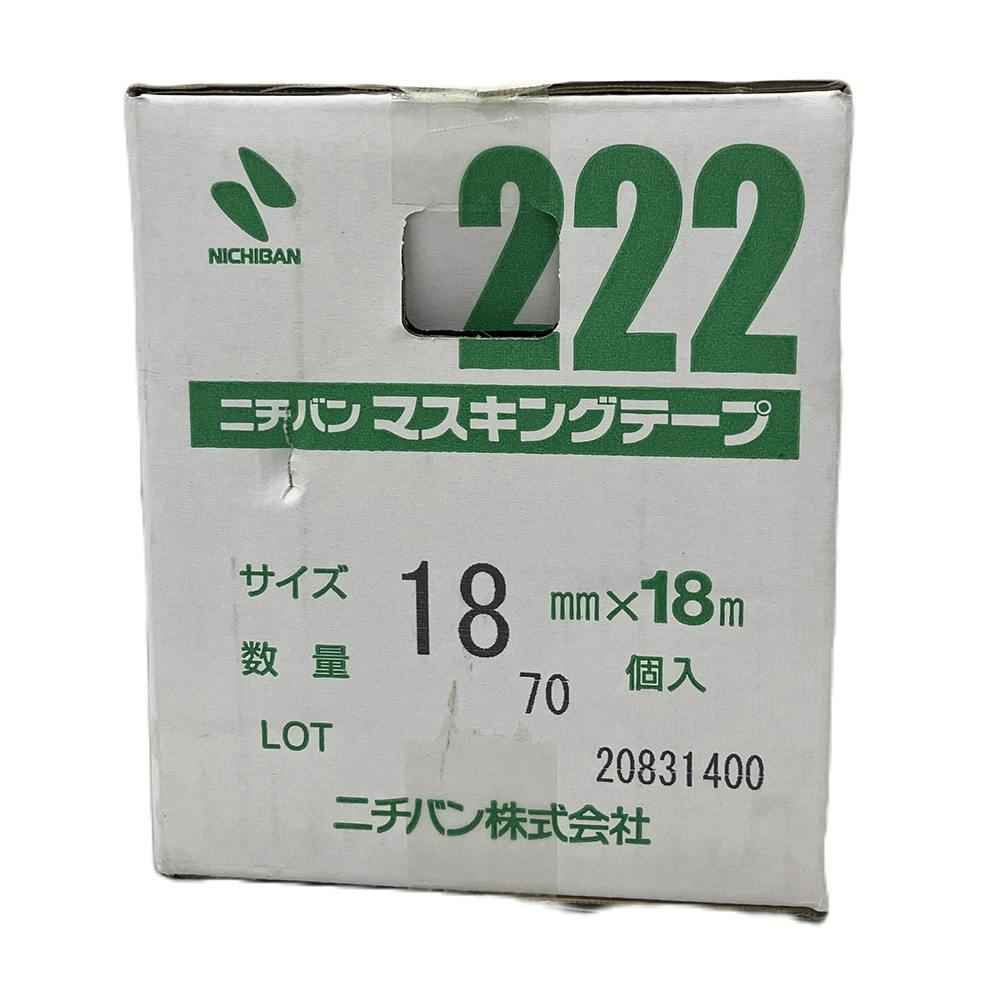 222
NICHIBAN
ニチバン マスキングテープ
サイズ 18 mm×18m
数量 70 個入
LOT 20831400
ニチバン株式会社